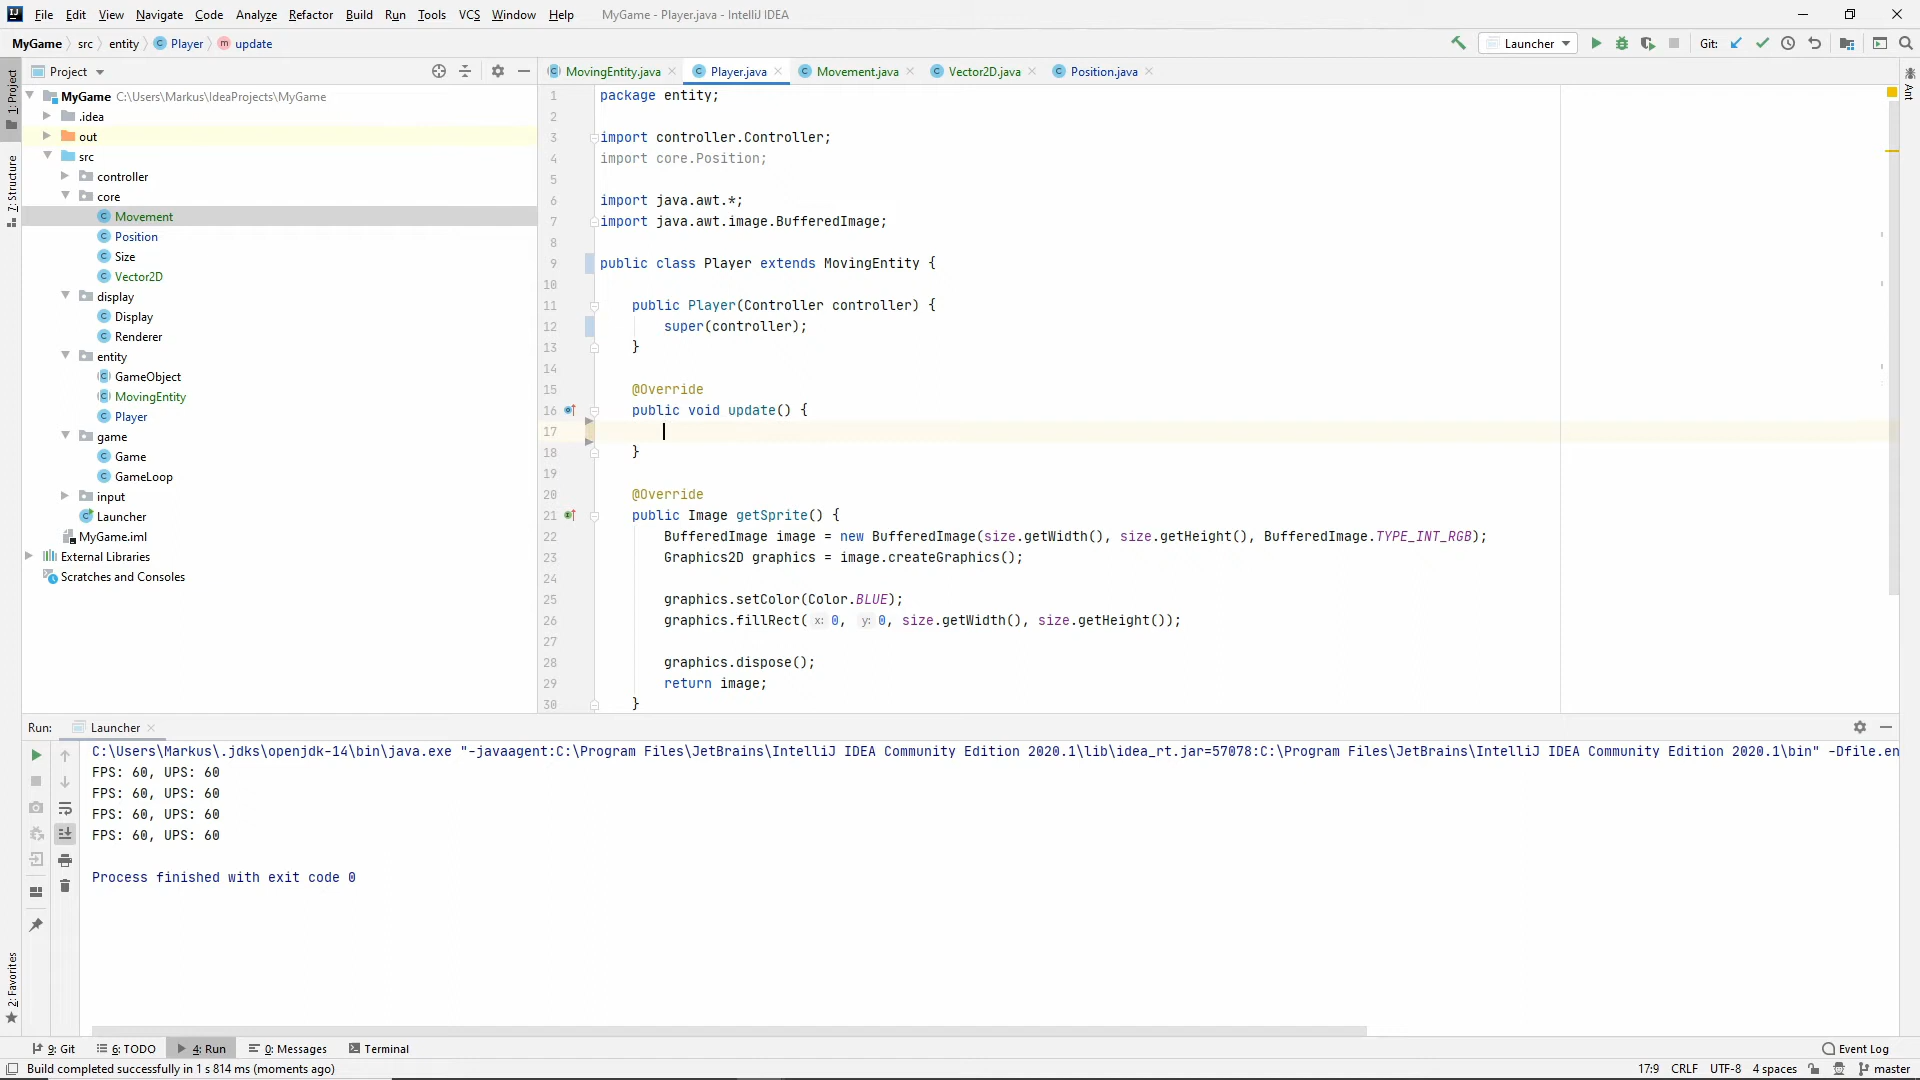 File Edit View Navigate Code Analyze Refactor Build Run Tools VCS Window Help MyGame - Player.java - IntelliJ IDEA
MyGame src entity Player update Launcher Git:
Project
MovingEntity.java Player.java Movement.java Vector2D.java Position.java
1: Project
7: Structure
2: Favorites
Ant
MyGame C:\Users\Markus\IdeaProjects\MyGame
.idea
out
src
controller
core
Movement
Position
Size
Vector2D
display
Display
Renderer
entity
GameObject
MovingEntity
Player
game
Game
GameLoop
input
Launcher
MyGame.iml
External Libraries
Scratches and Consoles
1 package entity;
2
3 import controller.Controller;
4 import core.Position;
5
6 import java.awt.*;
7 import java.awt.image.BufferedImage;
8
9 public class Player extends MovingEntity {
10
11 public Player(Controller controller) {
12 super(controller);
13 }
14
15 @Override
16 public void update() {
17
18 }
19
20 @Override
21 public Image getSprite() {
22 BufferedImage image = new BufferedImage(size.getWidth(), size.getHeight(), BufferedImage.TYPE_INT_RGB);
23 Graphics2D graphics = image.createGraphics();
24
25 graphics.setColor(Color.BLUE);
26 graphics.fillRect( x: 0, y: 0, size.getWidth(), size.getHeight());
27
28 graphics.dispose();
29 return image;
30 }
Run: Launcher
C:\Users\Markus\.jdks\openjdk-14\bin\java.exe "-javaagent:C:\Program Files\JetBrains\IntelliJ IDEA Community Edition 2020.1\lib\idea_rt.jar=57078:C:\Program Files\JetBrains\IntelliJ IDEA Community Edition 2020.1\bin" -Dfile.en
FPS: 60, UPS: 60
FPS: 60, UPS: 60
FPS: 60, UPS: 60
FPS: 60, UPS: 60
Process finished with exit code 0
9: Git 6: TODO 4: Run 0: Messages Terminal Event Log
Build completed successfully in 1 s 814 ms (moments ago) 17:9 CRLF UTF-8 4 spaces master